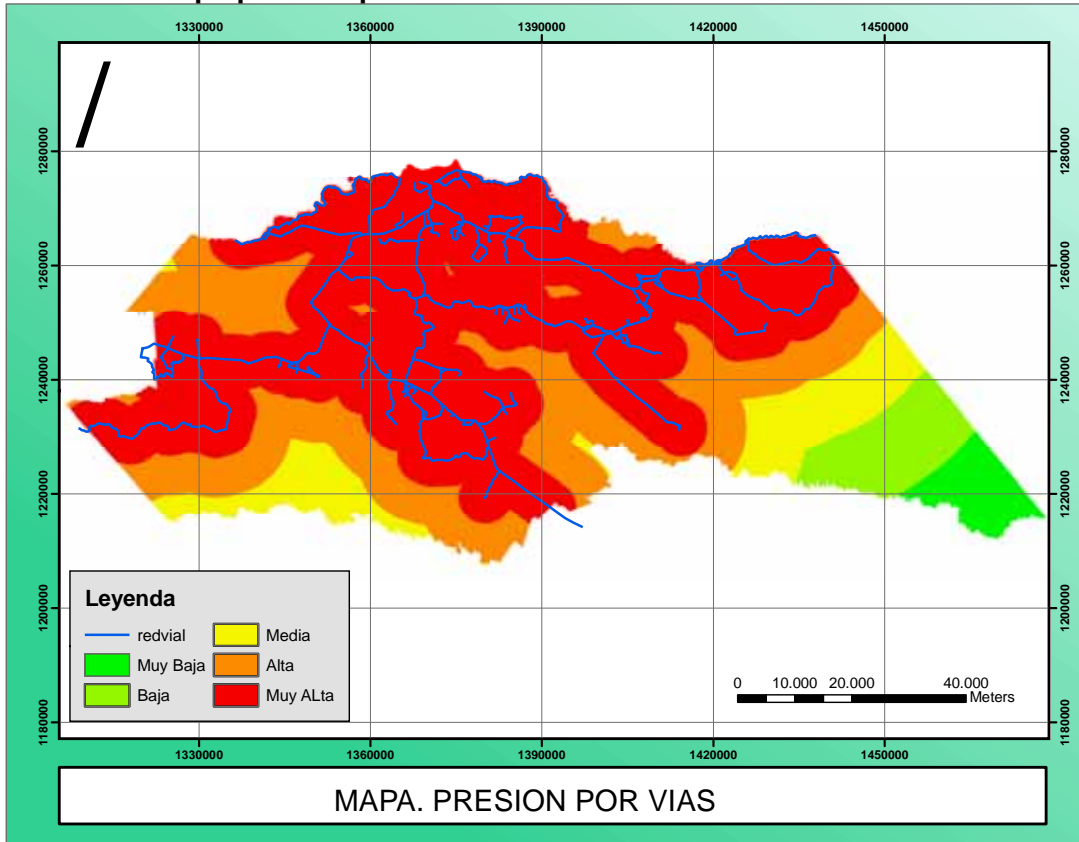 1330000 1360000 1390000 1420000 1450000
1280000 1280000
1260000 1260000
1240000 1240000
1220000 1220000
1200000 1200000
1180000 1180000
Leyenda
redvial Media
Muy Baja Alta
Baja Muy ALta
0 10.000 20.000 40.000
Meters
1330000 1360000 1390000 1420000 1450000
MAPA. PRESION POR VIAS